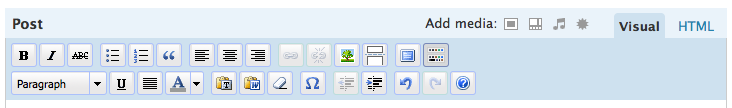 Post Add media: Visual HTML
B I ABC
Paragraph U A T W Ω ?